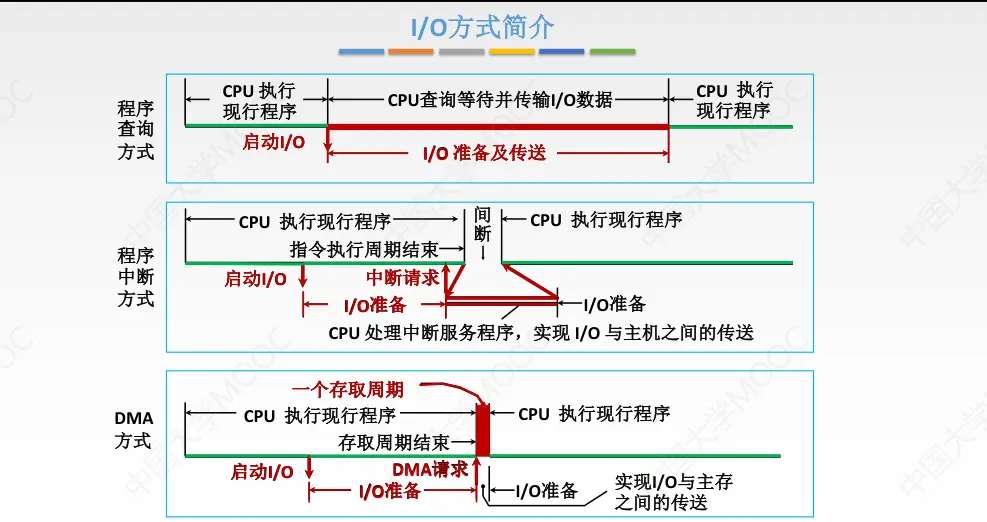 I/O方式简介
程序
查询
方式
CPU 执行
现行程序
CPU查询等待并传输I/O数据
CPU 执行
现行程序
启动I/O
I/O 准备及传送
程序
中断
方式
CPU 执行现行程序
间断
CPU 执行现行程序
指令执行周期结束
启动I/O
中断请求
I/O准备
I/O准备
CPU 处理中断服务程序，实现 I/O 与主机之间的传送
DMA
方式
一个存取周期
CPU 执行现行程序
CPU 执行现行程序
存取周期结束
启动I/O
DMA请求
I/O准备
I/O准备
实现I/O与主存
之间的传送
中国大学MOOC